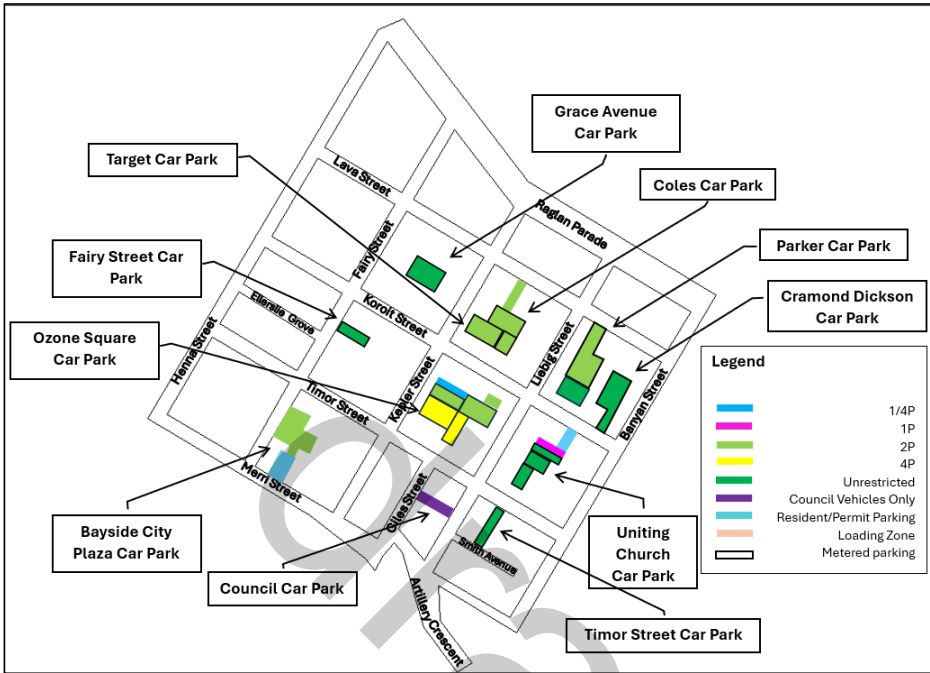 Grace Avenue
Car Park
Target Car Park
Coles Car Park
Lava Street
Raglan Parade
Fairy Street Car
Park
Fairy Street
Parker Car Park
Cramond Dickson
Car Park
Ellerslie Grove
Koroit Street
Ozone Square
Car Park
Henna Street
Liebig Street
Kepler Street
Banyan Street
Timor Street
Legend
1/4P
1P
2P
4P
Unrestricted
Council Vehicles Only
Resident/Permit Parking
Loading Zone
Metered parking
Merri Street
Giles Street
Bayside City
Plaza Car Park
Uniting
Church
Car Park
Smith Avenue
Council Car Park
Artillery Crescent
Timor Street Car Park